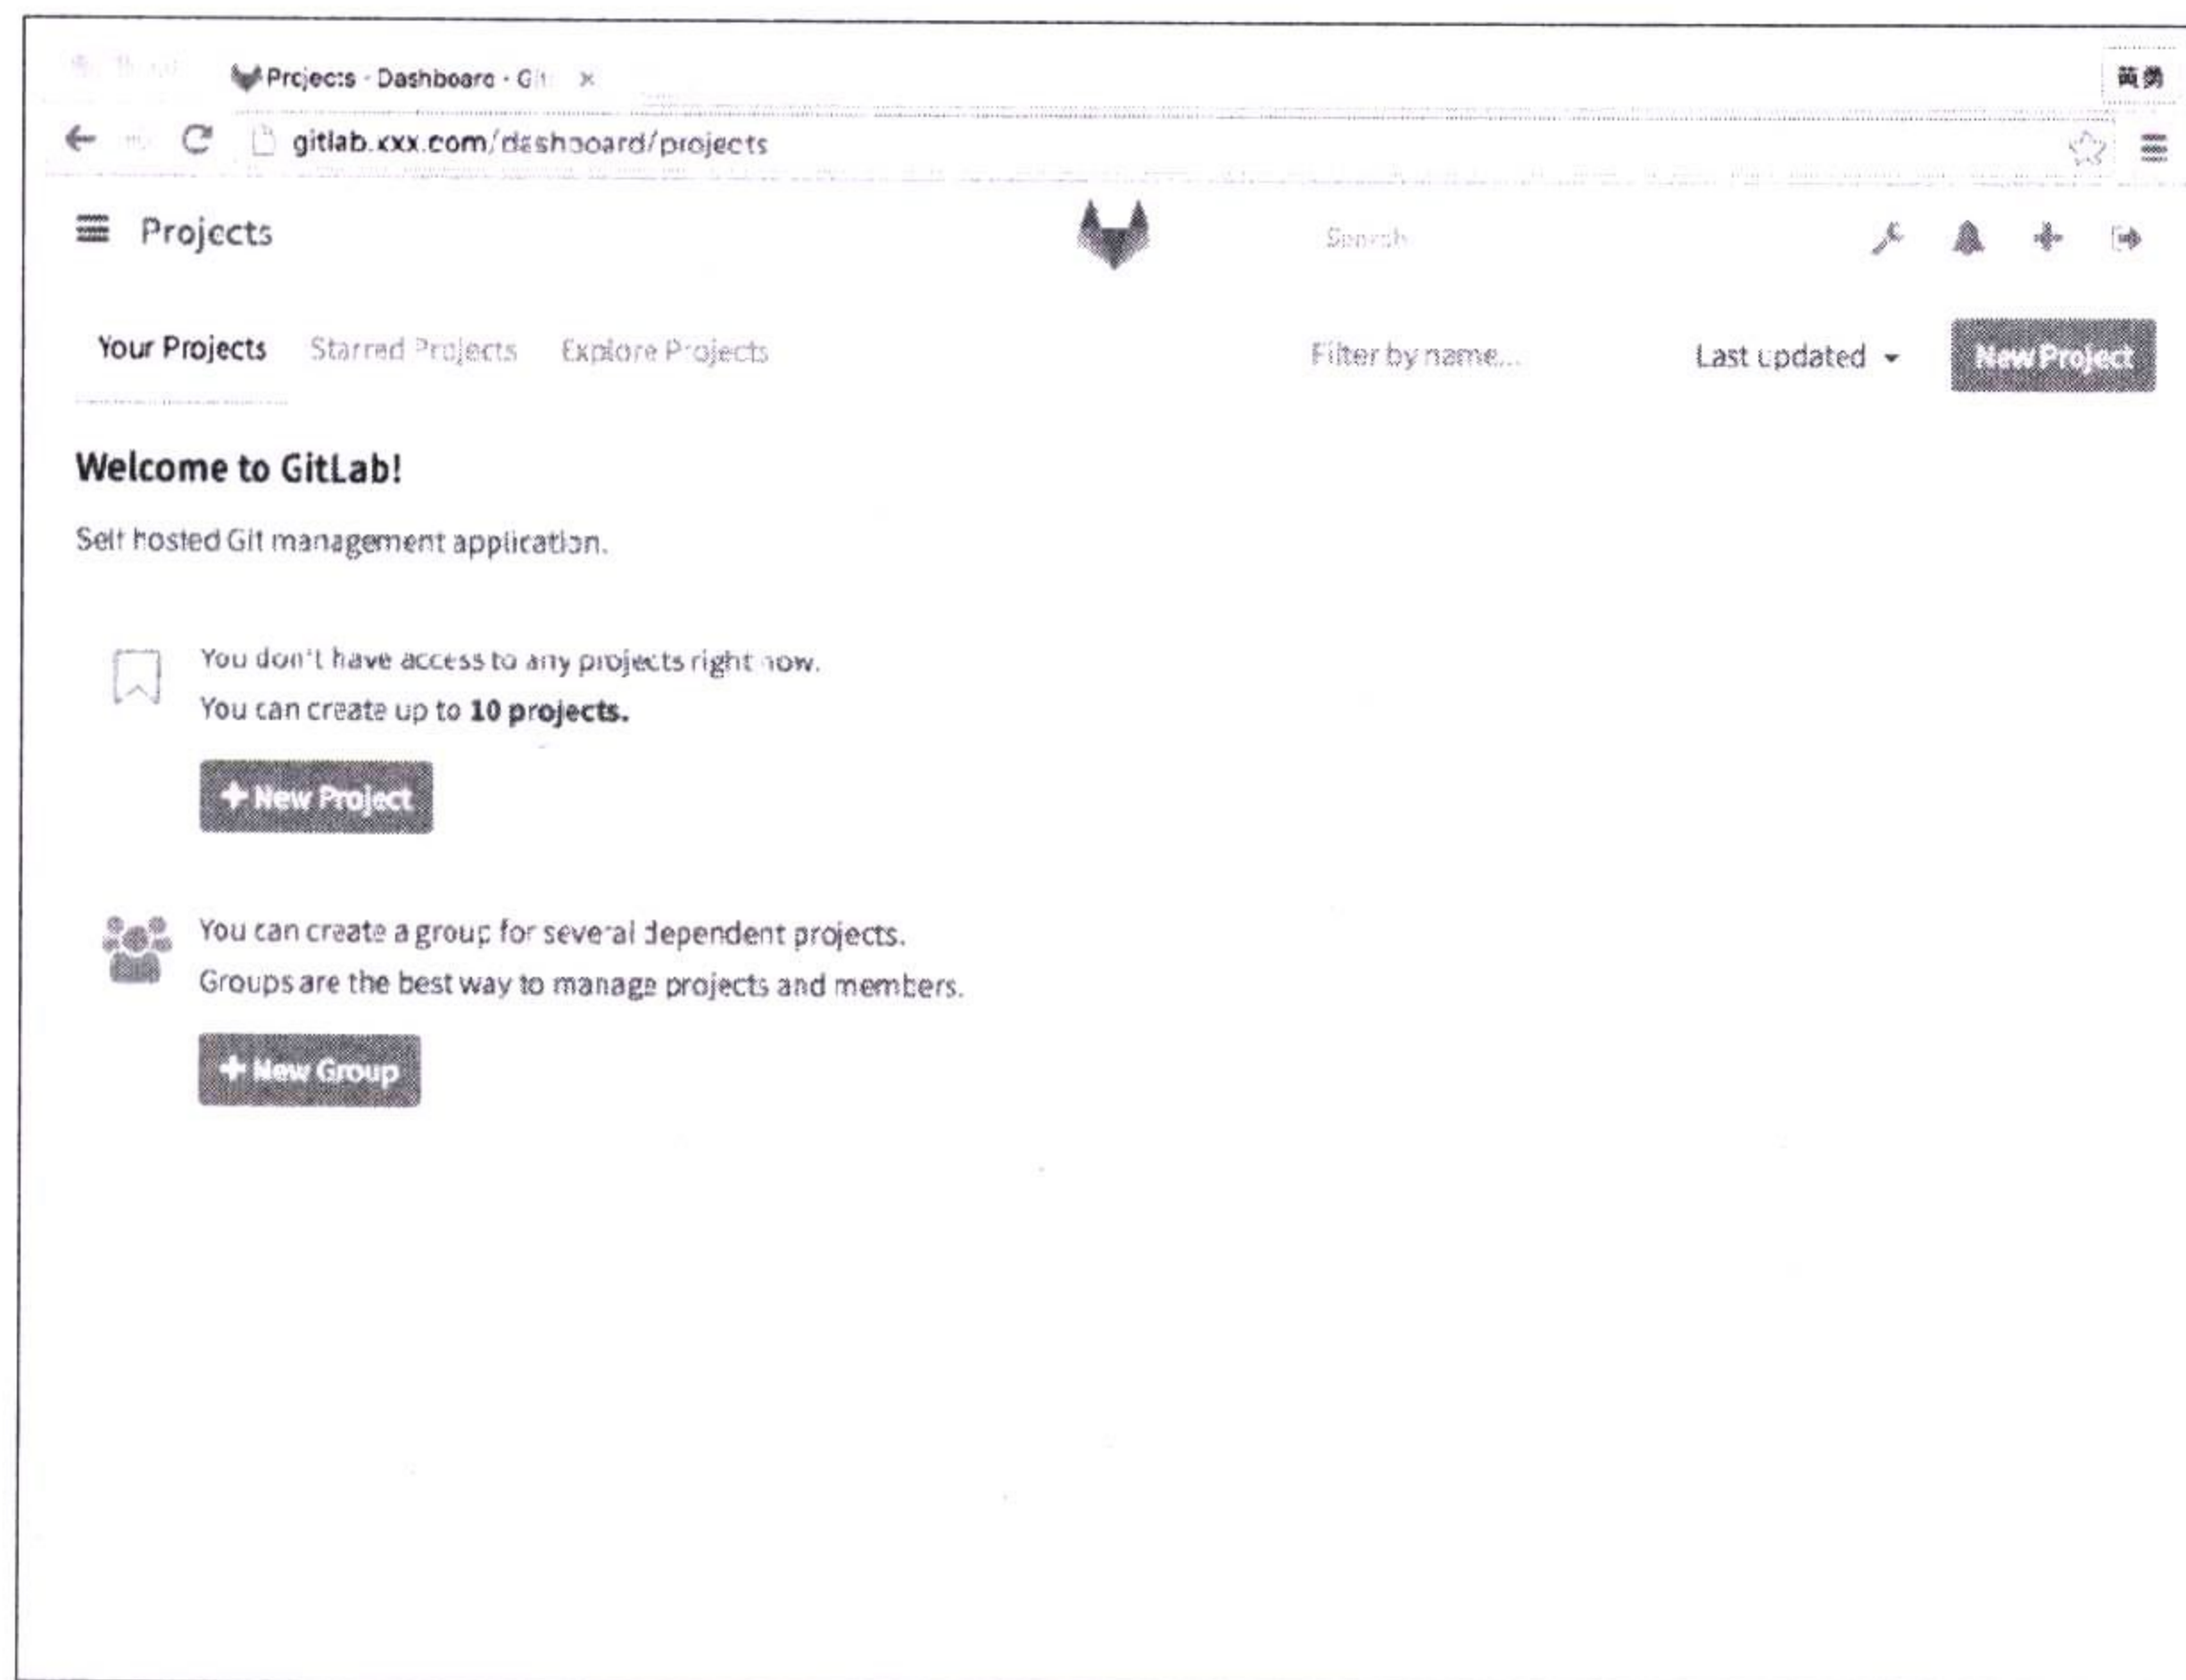 Projects - Dashboard · Git
黄勇
gitlab.xxx.com/dashboard/projects
Projects
Search
Your Projects Starred Projects Explore Projects Filter by name... Last updated New Project
Welcome to GitLab!
Self hosted Git management application.
You don't have access to any projects right now.
You can create up to 10 projects.
New Project
You can create a group for several dependent projects.
Groups are the best way to manage projects and members.
New Group